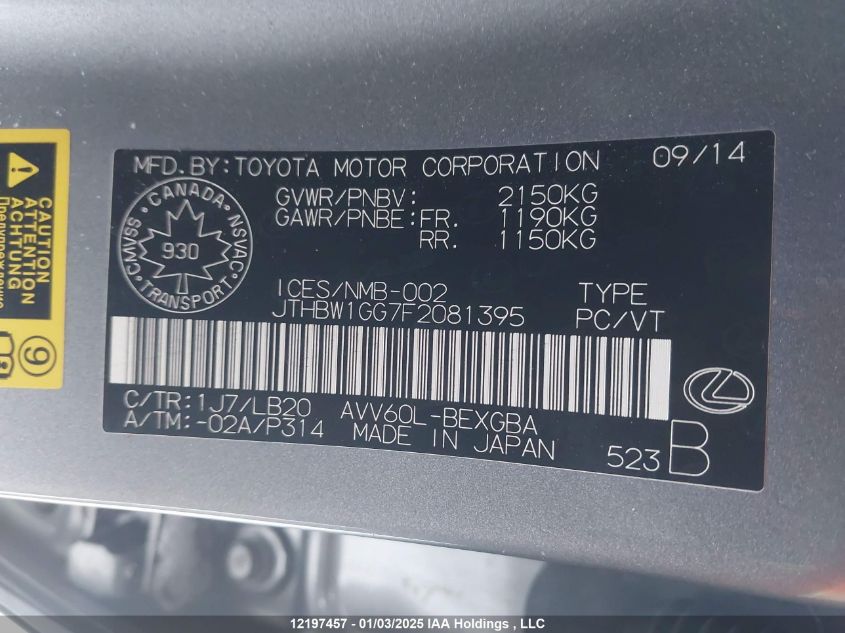 MFD.BY:TOYOTA MOTOR CORPORATION 09/14
GVWR/PNBV: 2150KG
GAWR/PNBE:FR. 1190KG
RR. 1150KG
CANADA
NSVAC
TRANSPORT
CMVSS
930
ICES/NMB-002 TYPE
JTHBW1GG7F2081395 PC/VT
C/TR:1J7/LB20 AVV60L-BEXGBA
A/TM:-02A/P314 MADE IN JAPAN 523 B
CAUTION
ATTENTION
ACHTUNG
Предупреждение
9
12197457 - 01/03/2025 IAA Holdings , LLC